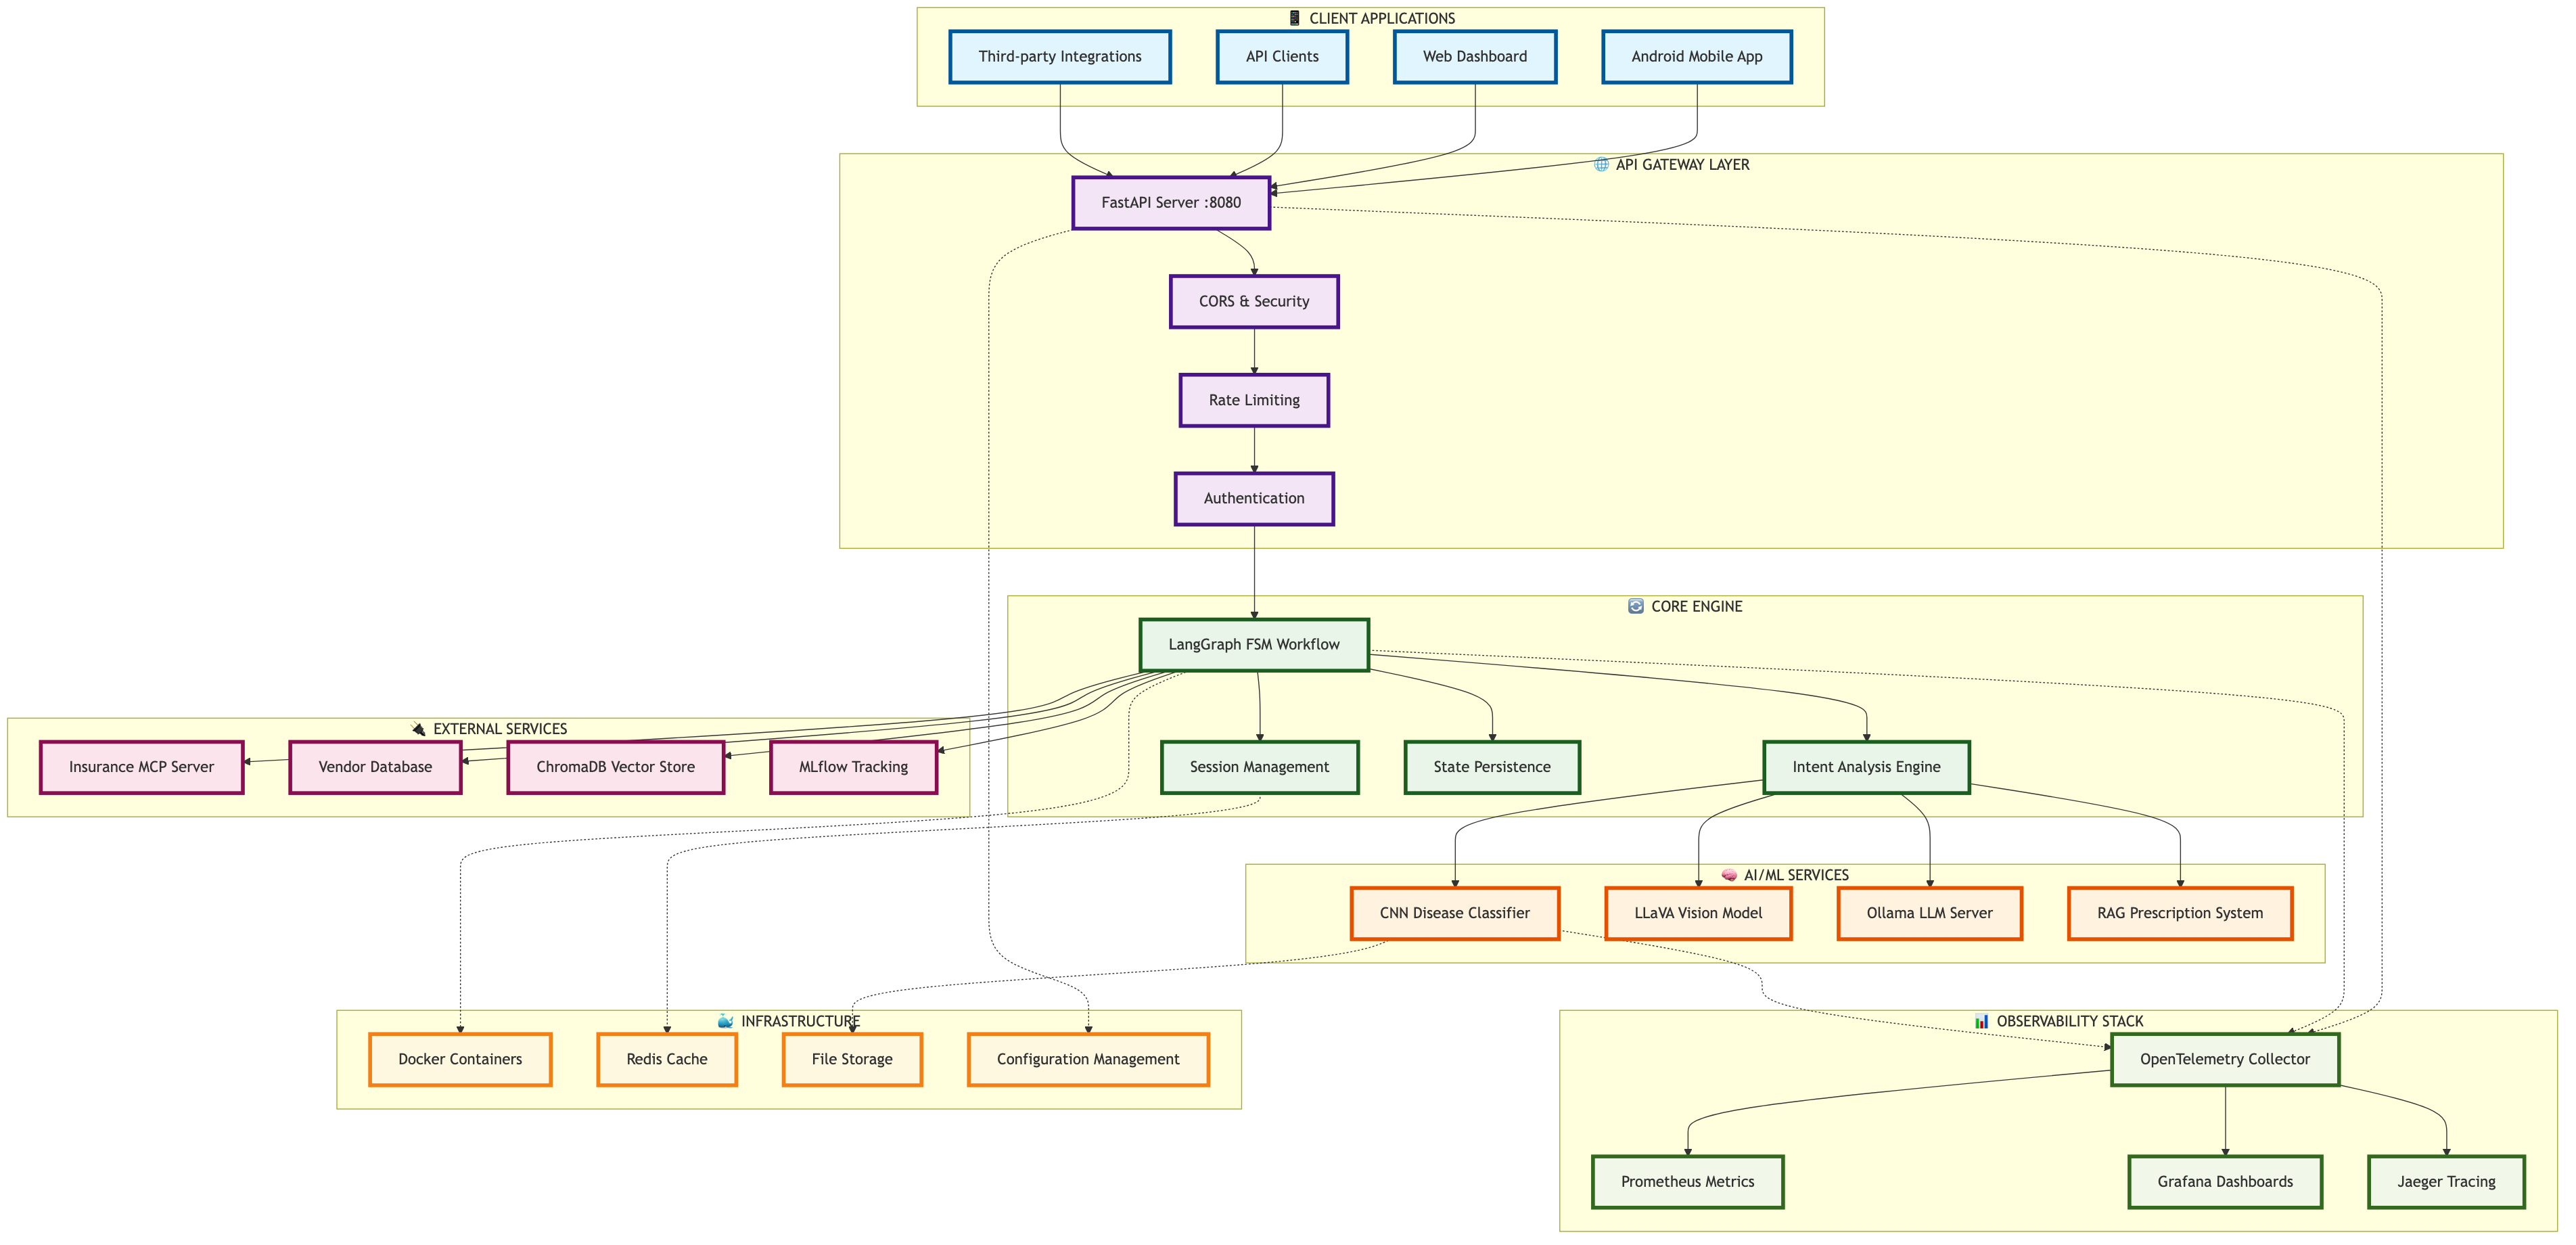 📱 CLIENT APPLICATIONS
Third-party Integrations
API Clients
Web Dashboard
Android Mobile App
🌐 API GATEWAY LAYER
FastAPI Server :8080
CORS & Security
Rate Limiting
Authentication
🔄 CORE ENGINE
LangGraph FSM Workflow
Session Management
State Persistence
Intent Analysis Engine
🔌 EXTERNAL SERVICES
Insurance MCP Server
Vendor Database
ChromaDB Vector Store
MLflow Tracking
🧠 AI/ML SERVICES
CNN Disease Classifier
LLaVA Vision Model
Ollama LLM Server
RAG Prescription System
🐳 INFRASTRUCTURE
Docker Containers
Redis Cache
File Storage
Configuration Management
📊 OBSERVABILITY STACK
OpenTelemetry Collector
Prometheus Metrics
Grafana Dashboards
Jaeger Tracing